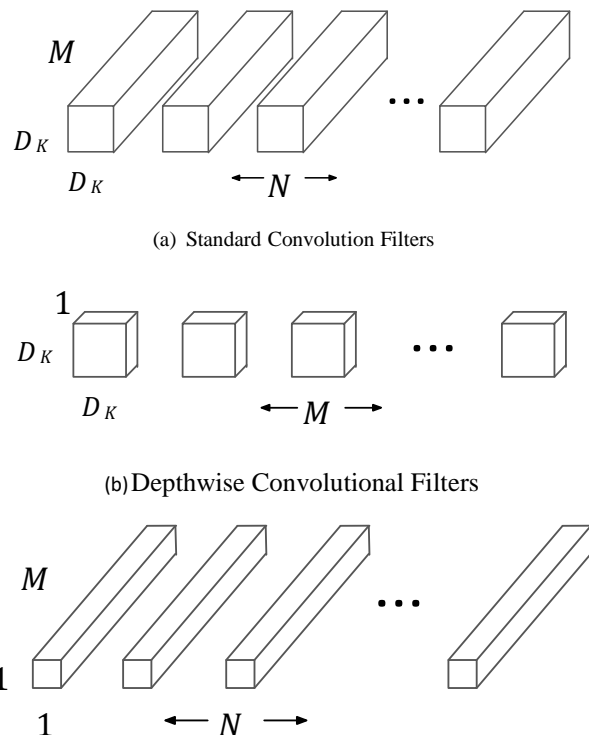 M
D K
D K
N
(a) Standard Convolution Filters
1
D K
D K
M
(b) Depthwise Convolutional Filters
M
1
1
N